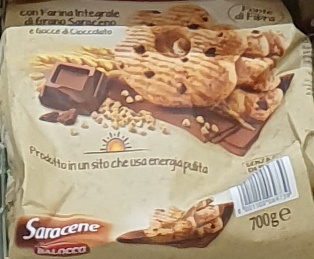 con Farina Integrale
di Grano Saraceno
e Gocce di Cioccolato
Fonte
di Fibra
Prodotto in un sito che usa energia pulita
Saracene
BALOCCO
700g e